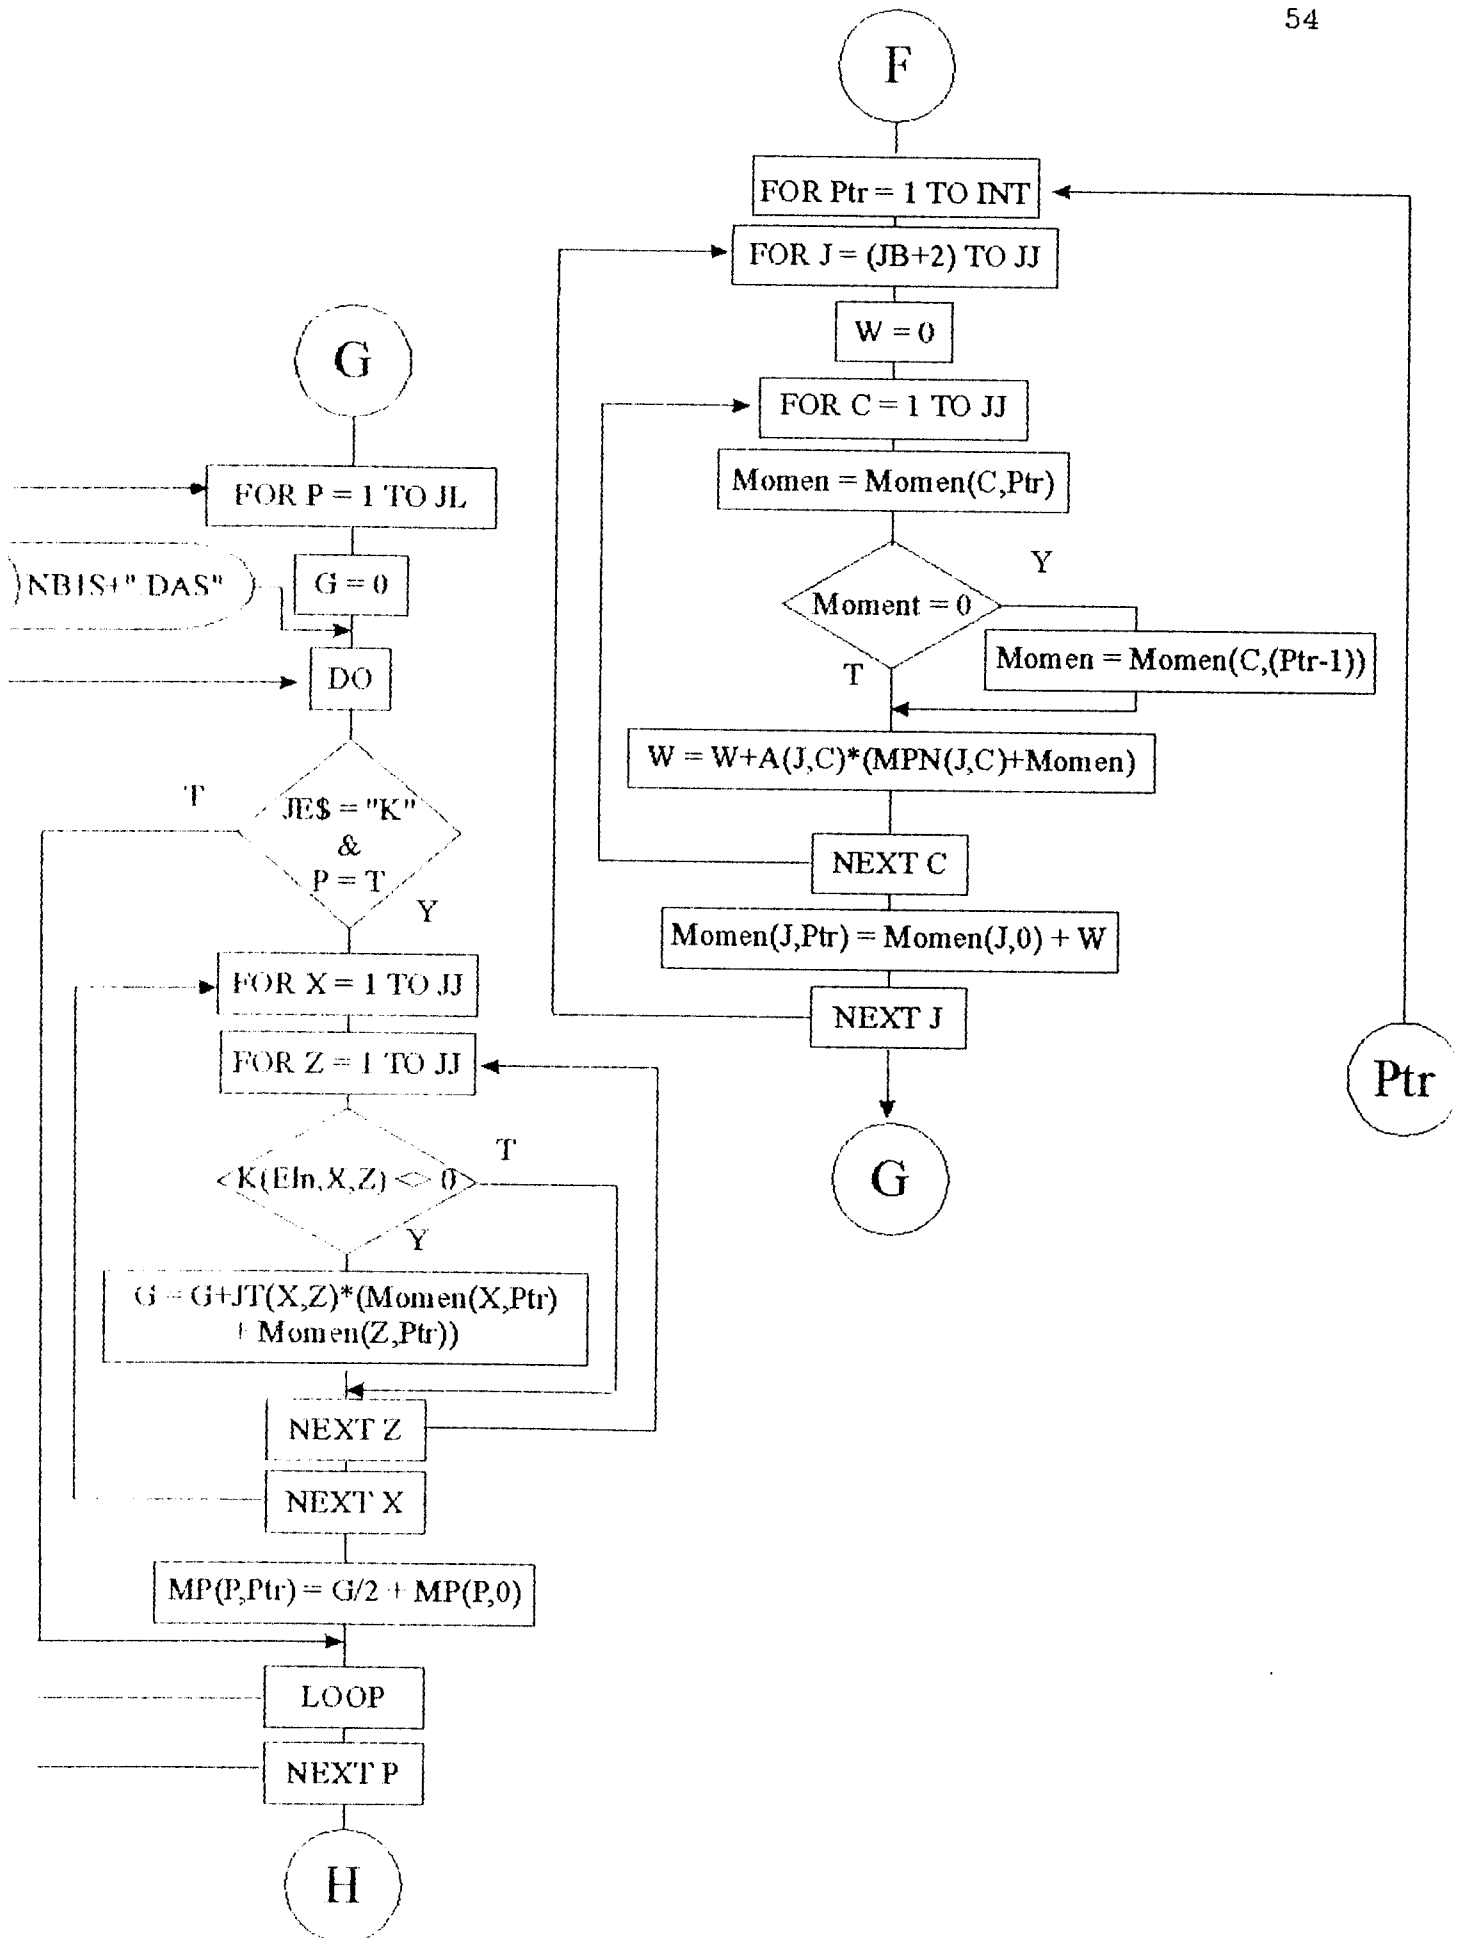 54
F
FOR Ptr = 1 TO INT
FOR J = (JB+2) TO JJ
W = 0
FOR C = 1 TO JJ
Momen = Momen(C,Ptr)
Y
Moment = 0
Momen = Momen(C,(Ptr-1))
T
W = W+A(J,C)*(MPN(J,C)+Momen)
NEXT C
Momen(J,Ptr) = Momen(J,0) + W
NEXT J
Ptr
G
G
FOR P = 1 TO JL
G = 0
DO
T
JE$ = "K"
&
P = T
Y
FOR X = 1 TO JJ
FOR Z = 1 TO JJ
T
Y
G = G+JT(X,Z)*(Momen(X,Ptr)
+ Momen(Z,Ptr))
NEXT Z
NEXT X
MP(P,Ptr) = G/2 + MP(P,0)
LOOP
NEXT P
H